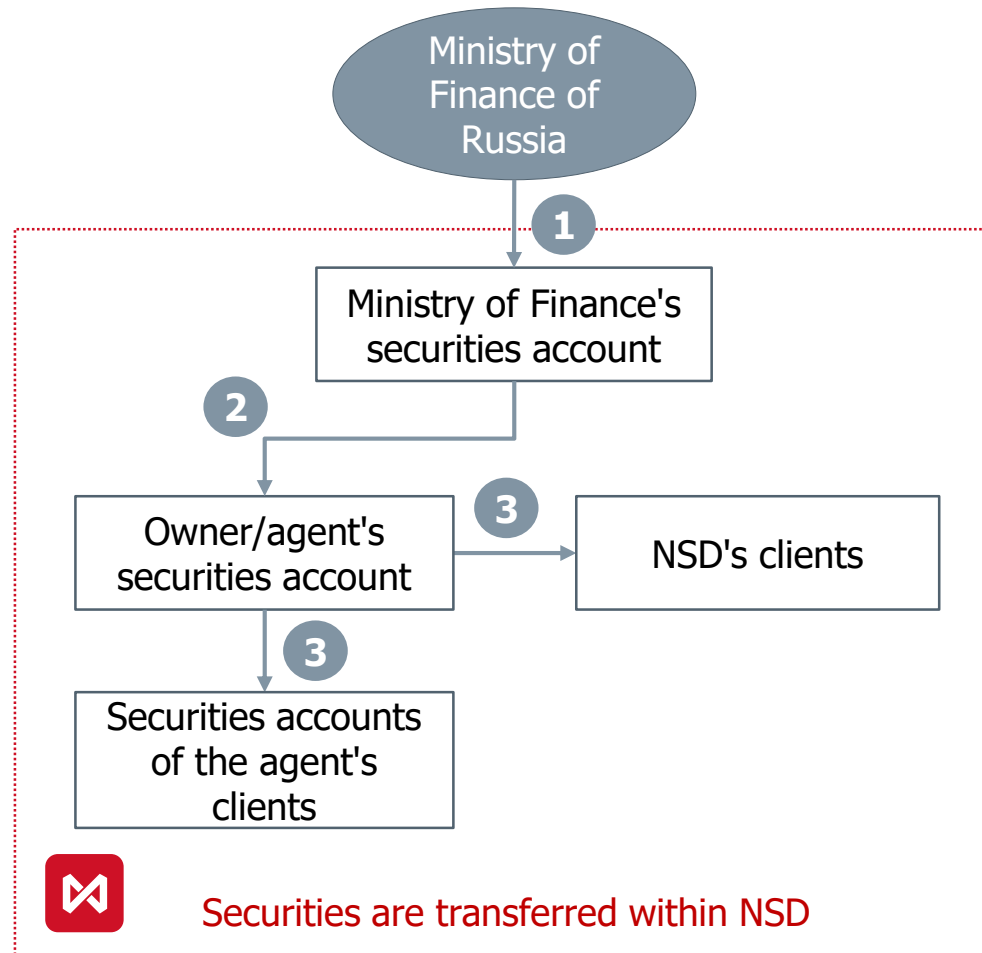 Ministry of
Finance of
Russia
1
Ministry of Finance's
securities account
2
Owner/agent's
securities account
3
NSD's clients
3
Securities accounts
of the agent's
clients
Securities are transferred within NSD